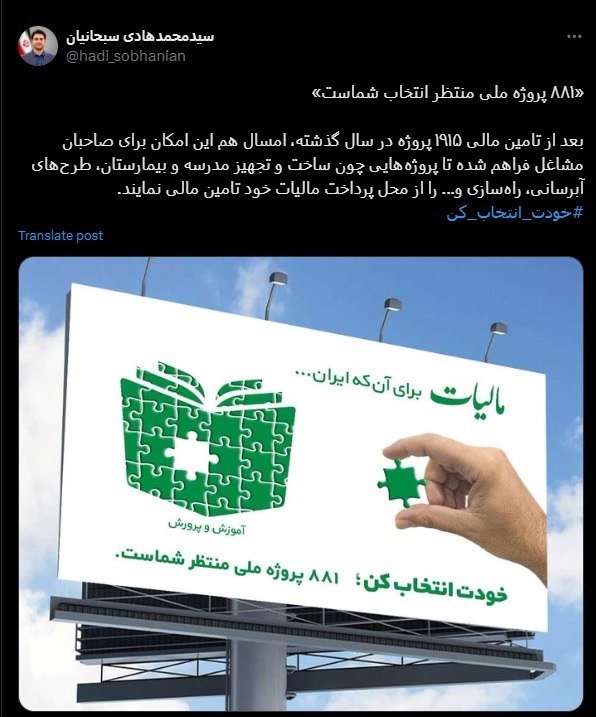 سیدمحمدهادی سبحانیان
@hadi_sobhanian
«۸۸۱ پروژه ملی منتظر انتخاب شماست»
بعد از تامین مالی ۱۹۱۵ پروژه در سال گذشته، امسال هم این امکان برای صاحبان
مشاغل فراهم شده تا پروژه‌هایی چون ساخت و تجهیز مدرسه و بیمارستان، طرح‌های
آبرسانی، راه‌سازی و... را از محل پرداخت مالیات خود تامین مالی نمایند.
#خودت_انتخاب_کن
Translate post
مالیات برای آن که ایران...
آموزش و پرورش
خودت انتخاب کن؛ ۸۸۱ پروژه ملی منتظر شماست.